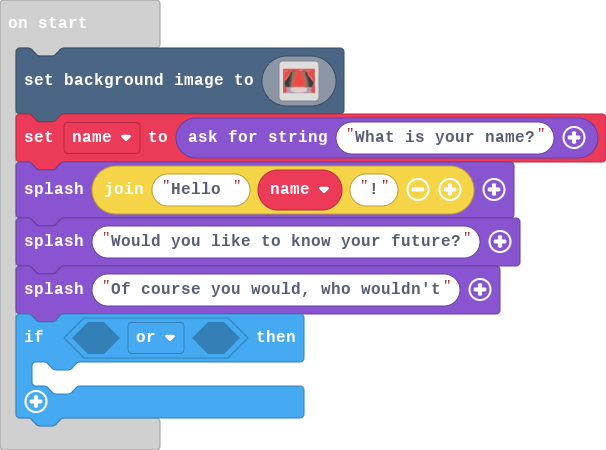 on start
set background image to
set name to ask for string "What is your name?"
splash join "Hello " name "!"
splash "Would you like to know your future?"
splash "Of course you would, who wouldn't"
if or then